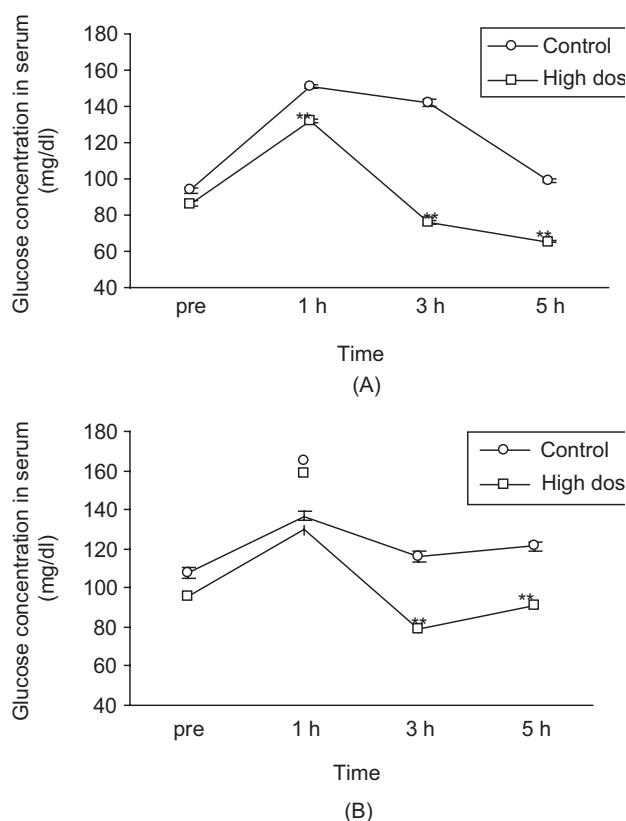 Glucose concentration in serum
(mg/dl)
180
160
140
120
100
80
60
40
Control
High dos
**
**
**
pre
1 h
3 h
5 h
Time
(A)
Glucose concentration in serum
(mg/dl)
180
160
140
120
100
80
60
40
Control
High dos
**
**
pre
1 h
3 h
5 h
Time
(B)